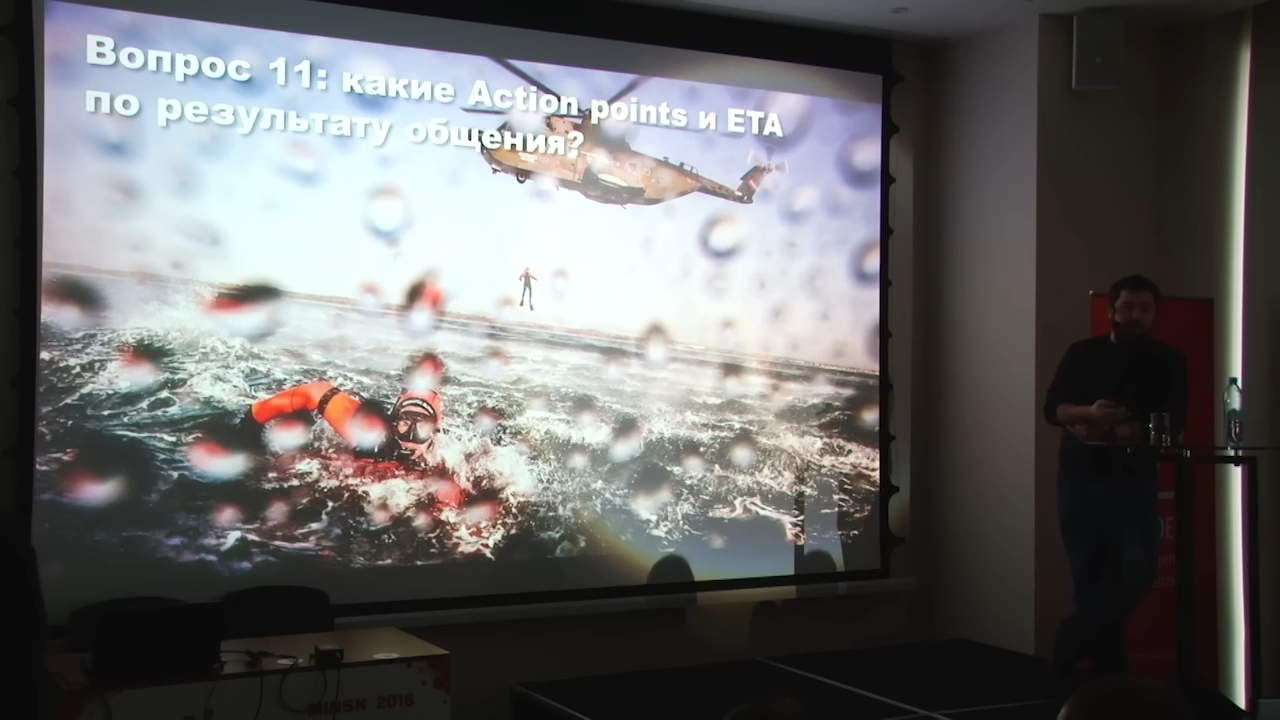 Вопрос 11: какие Action points и ETA
по результату общения?
MINSK 2016